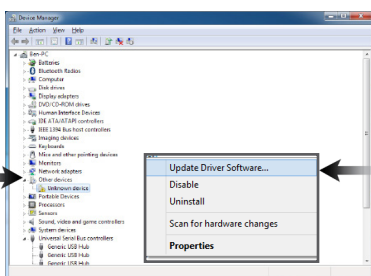 Device Manager
File Action View Help
Ben-PC
Batteries
Bluetooth Radios
Computer
Disk drives
Display adapters
DVD/CD-ROM drives
Human Interface Devices
IDE ATA/ATAPI controllers
IEEE 1394 Bus host controllers
Imaging devices
Keyboards
Mice and other pointing devices
Monitors
Network adapters
Other devices
Unknown device
Portable Devices
Processors
Sensors
Sound, video and game controllers
System devices
Universal Serial Bus controllers
Generic USB Hub
Generic USB Hub
Generic USB Hub
Update Driver Software...
Disable
Uninstall
Scan for hardware changes
Properties